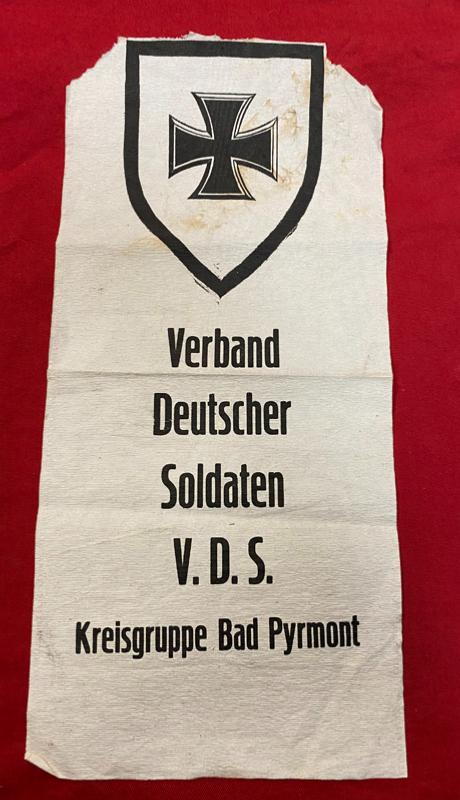 Verband
Deutscher
Soldaten
V. D. S.
Kreisgruppe Bad Pyrmont